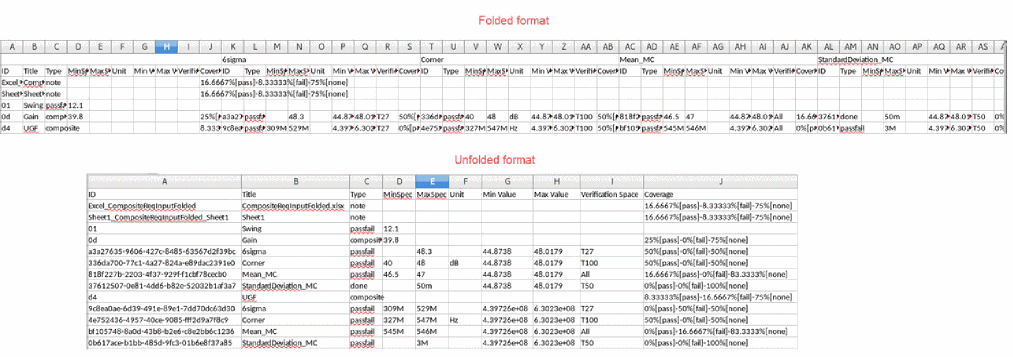 Folded format
A B C D E F G H I J K L M N O P Q R S T U V W X Y Z AA AB AC AD AE AF AG AH AI AJ AK AL AM AN AO AP AQ AR AS
6sigma Corner Mean_MC StandardDeviation_MC
ID Title Type MinSp MaxS Unit Min V Max V Verifi Cover ID Type MinSp MaxS Unit Min V Max V Verifi Cover ID Type MinSp MaxS Unit Min V Max V Verifi Cover ID Type MinSp MaxS Unit Min V Max V Verifi Cover ID Type MinSp MaxS Unit Min V Max V Verifi Co
Excel_ Comp note 16.6667%[pass]-8.33333%[fail]-75%[none]
Sheet Sheet note 16.6667%[pass]-8.33333%[fail]-75%[none]
01 Swing passf 12.1
0d Gain comp 39.8 25%[p a3a27 passf 48.3 44.87 48.01 T27 50%[p 336d passf 40 48 dB 44.87 48.01 T100 50%[p 818f2 passf 46.5 47 44.87 48.01 All 16.66 3761 done 50m 44.87 48.01 T50 0%
d4 UGF composite 8.333 9c8ea passf 309M 529M 4.397 6.302 T27 0%[p 4e752 passf 327M 547M Hz 4.397 6.302 T100 50%[p bf105 passf 545M 546M 4.397 6.302 All 0%[p 0b61 passfail 3M 4.397 6.302 T50 0%
Unfolded format
A B C D E F G H I J
ID Title Type MinSpec MaxSpec Unit Min Value Max Value Verification Space Coverage
Excel_CompositeReqInputFolded CompositeReqInputFolded.xlsx note 16.6667%[pass]-8.33333%[fail]-75%[none]
Sheet1_CompositeReqInputFolded_Sheet1 Sheet1 note 16.6667%[pass]-8.33333%[fail]-75%[none]
01 Swing passfail 12.1
0d Gain composit 39.8 25%[pass]-0%[fail]-75%[none]
a3a27635-9606-427c-8485-63567d2f39bc 6sigma passfail 48.3 44.8738 48.0179 T27 50%[pass]-0%[fail]-50%[none]
336da700-77c1-4a27-824a-e89dac2391e0 Corner passfail 40 48 dB 44.8738 48.0179 T100 50%[pass]-0%[fail]-50%[none]
818f227b-2203-4f37-929f-f1cbf78cecb0 Mean_MC passfail 46.5 47 44.8738 48.0179 All 16.6667%[pass]-0%[fail]-83.3333%[none]
37612507-0e81-4dd6-b82e-52032b1af3a7 StandardDeviation_MC done 50m 44.8738 48.0179 T50 0%[pass]-0%[fail]-100%[none]
d4 UGF composite 8.33333%[pass]-16.6667%[fail]-75%[none]
9c8ea0ae-6d39-491e-89e1-7dd70dc63d30 6sigma passfail 309M 529M 4.39726e+08 6.3023e+08 T27 0%[pass]-50%[fail]-50%[none]
4e752436-4957-40ce-9085-fff2d9a7f8c9 Corner passfail 327M 547M Hz 4.39726e+08 6.3023e+08 T100 50%[pass]-0%[fail]-50%[none]
bf105748-8a0d-43b8-b2e6-c8e2bb6c1236 Mean_MC passfail 545M 546M 4.39726e+08 6.3023e+08 All 0%[pass]-16.6667%[fail]-83.3333%[none]
0b617ace-b1bb-485d-9fc3-01b6e8f37a85 StandardDeviation_MC passfail 3M 4.39726e+08 6.3023e+08 T50 0%[pass]-0%[fail]-100%[none]